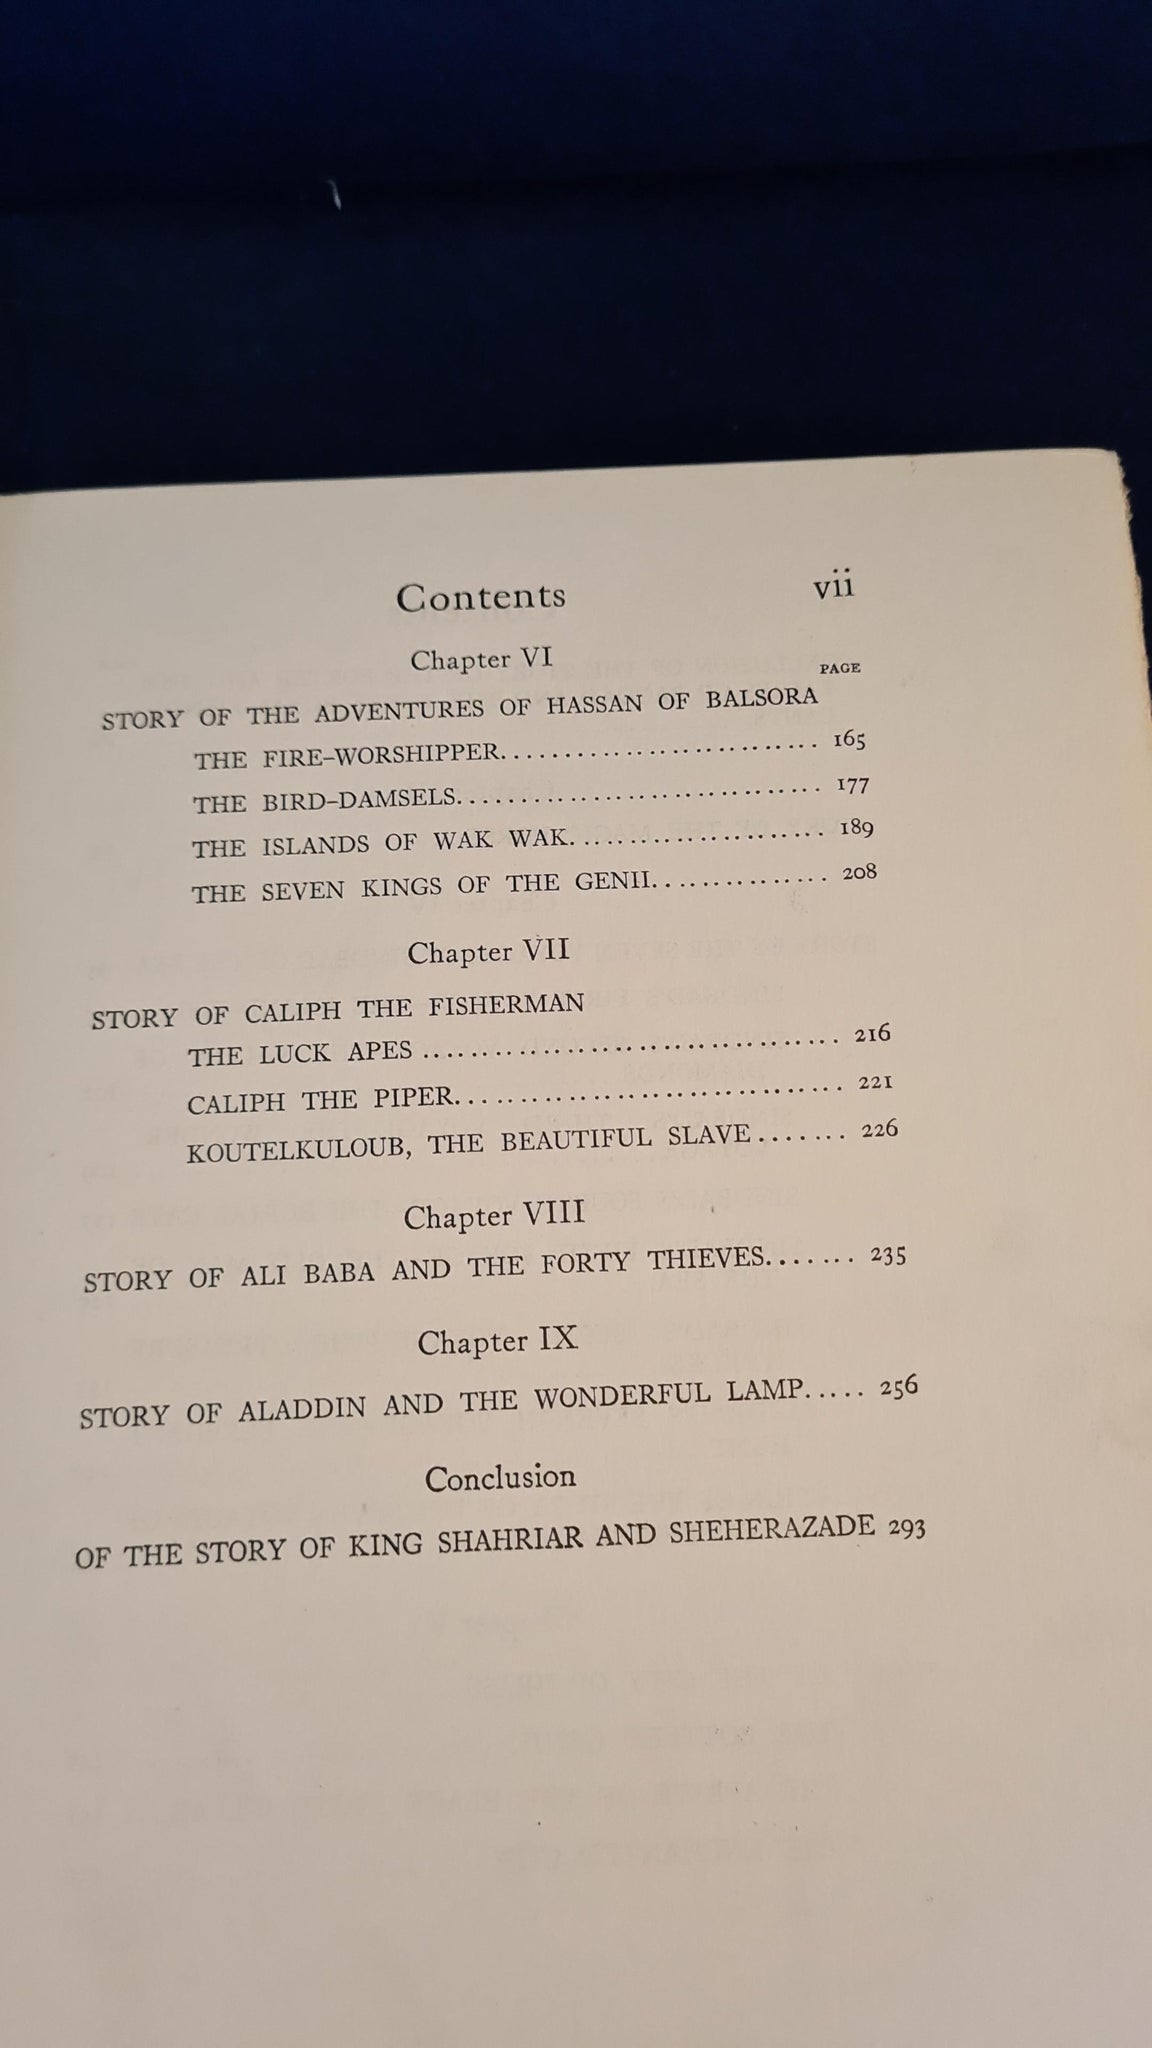 Contents vii
Chapter VI
PAGE
STORY OF THE ADVENTURES OF HASSAN OF BALSORA
THE FIRE-WORSHIPPER........................... 165
THE BIRD-DAMSELS............................... 177
THE ISLANDS OF WAK WAK...................... 189
THE SEVEN KINGS OF THE GENII............... 208
Chapter VII
STORY OF CALIPH THE FISHERMAN
THE LUCK APES .................................. 216
CALIPH THE PIPER................................ 221
KOUTELKULOUB, THE BEAUTIFUL SLAVE....... 226
Chapter VIII
STORY OF ALI BABA AND THE FORTY THIEVES....... 235
Chapter IX
STORY OF ALADDIN AND THE WONDERFUL LAMP..... 256
Conclusion
OF THE STORY OF KING SHAHRIAR AND SHEHERAZADE 293